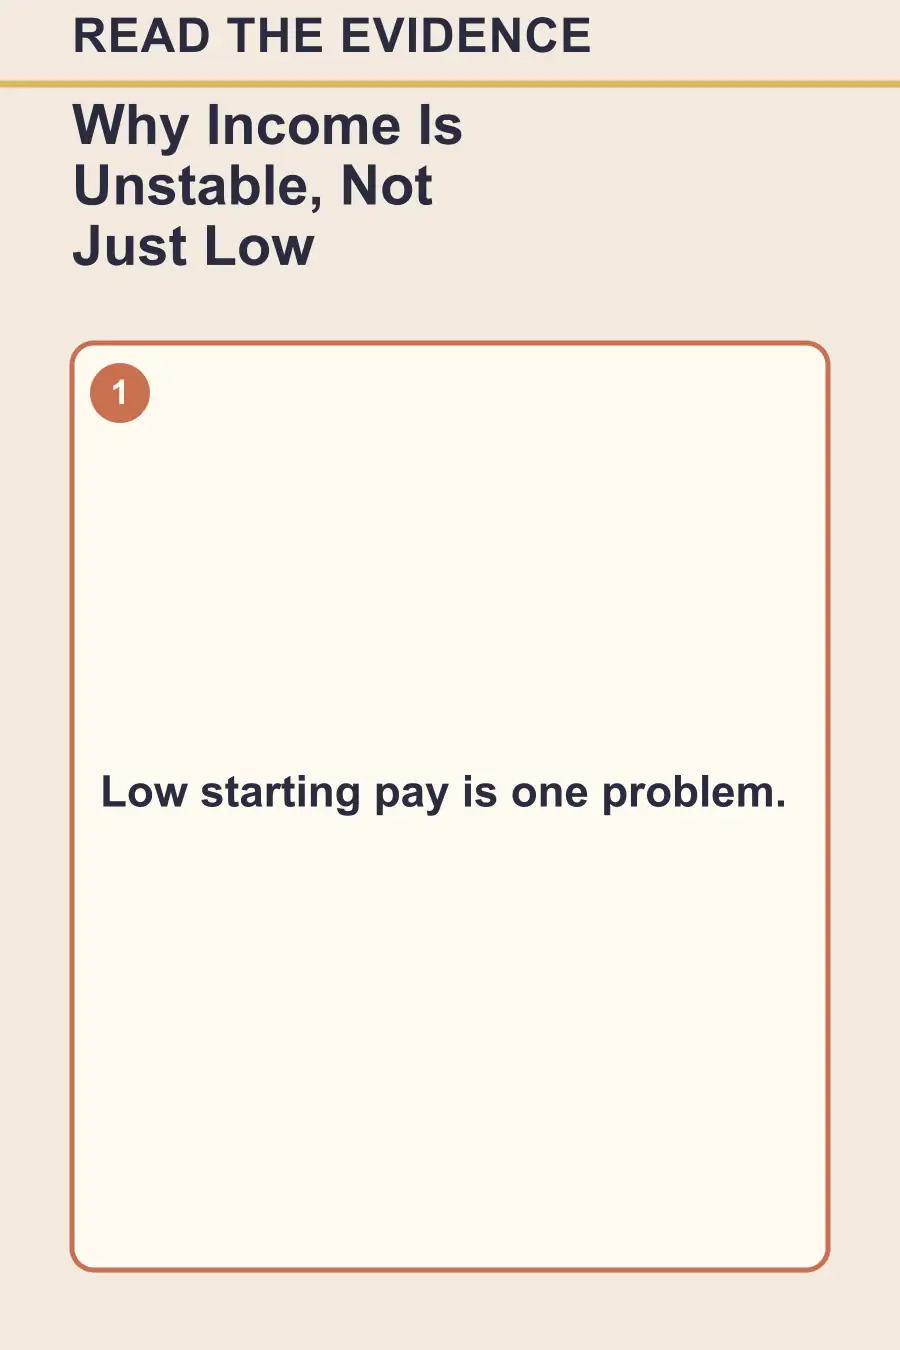 READ THE EVIDENCE
Why Income Is
Unstable, Not
Just Low
1
Low starting pay is one problem.